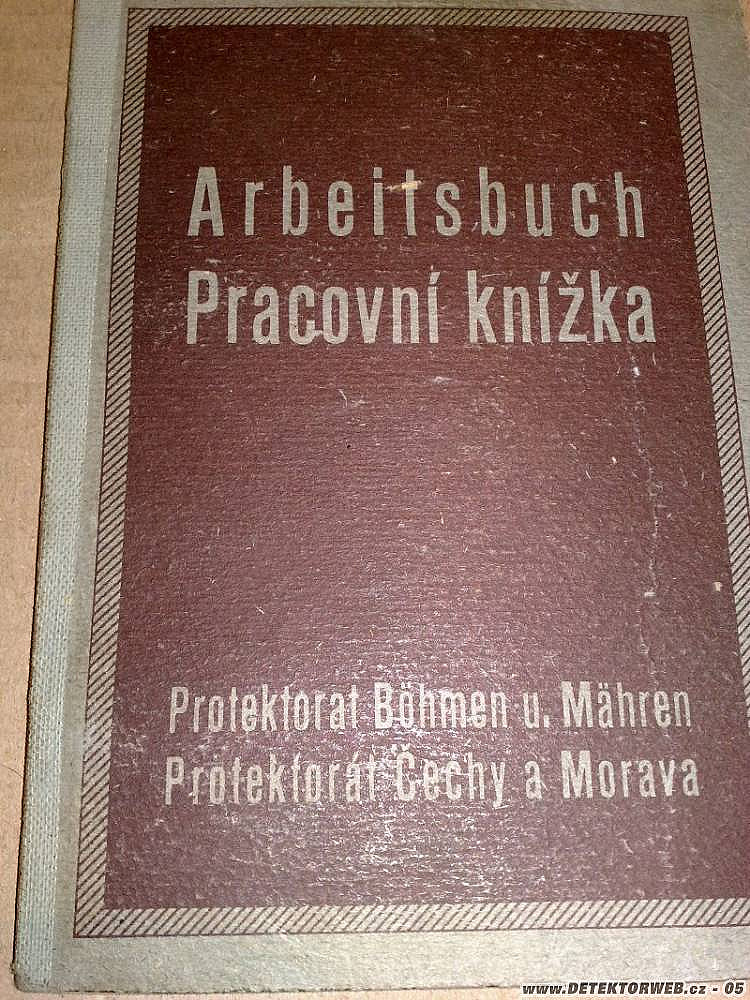 Arbeitsbuch
Pracovní knížka
Protektorat Böhmen u. Mähren
Protektorát Čechy a Morava
www.DETEKTORWEB.cz - 05